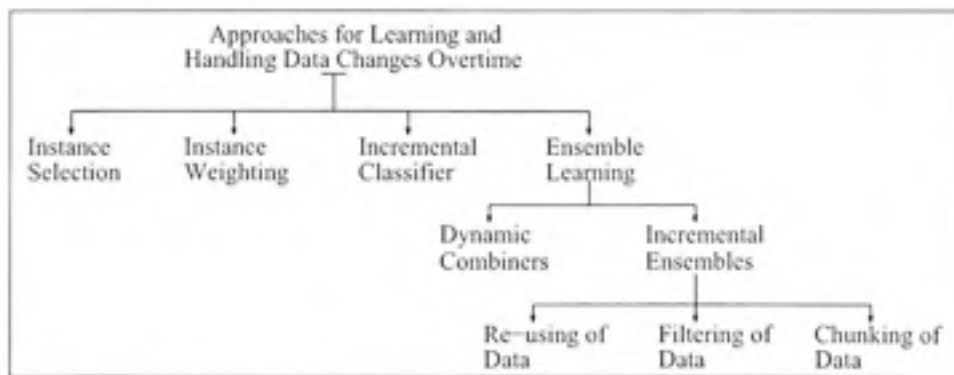 Approaches for Learning and
Handling Data Changes Overtime
Instance
Selection
Instance
Weighting
Incremental
Classifier
Ensemble
Learning
Dynamic
Combiners
Incremental
Ensembles
Re-using of
Data
Filtering of
Data
Chunking of
Data